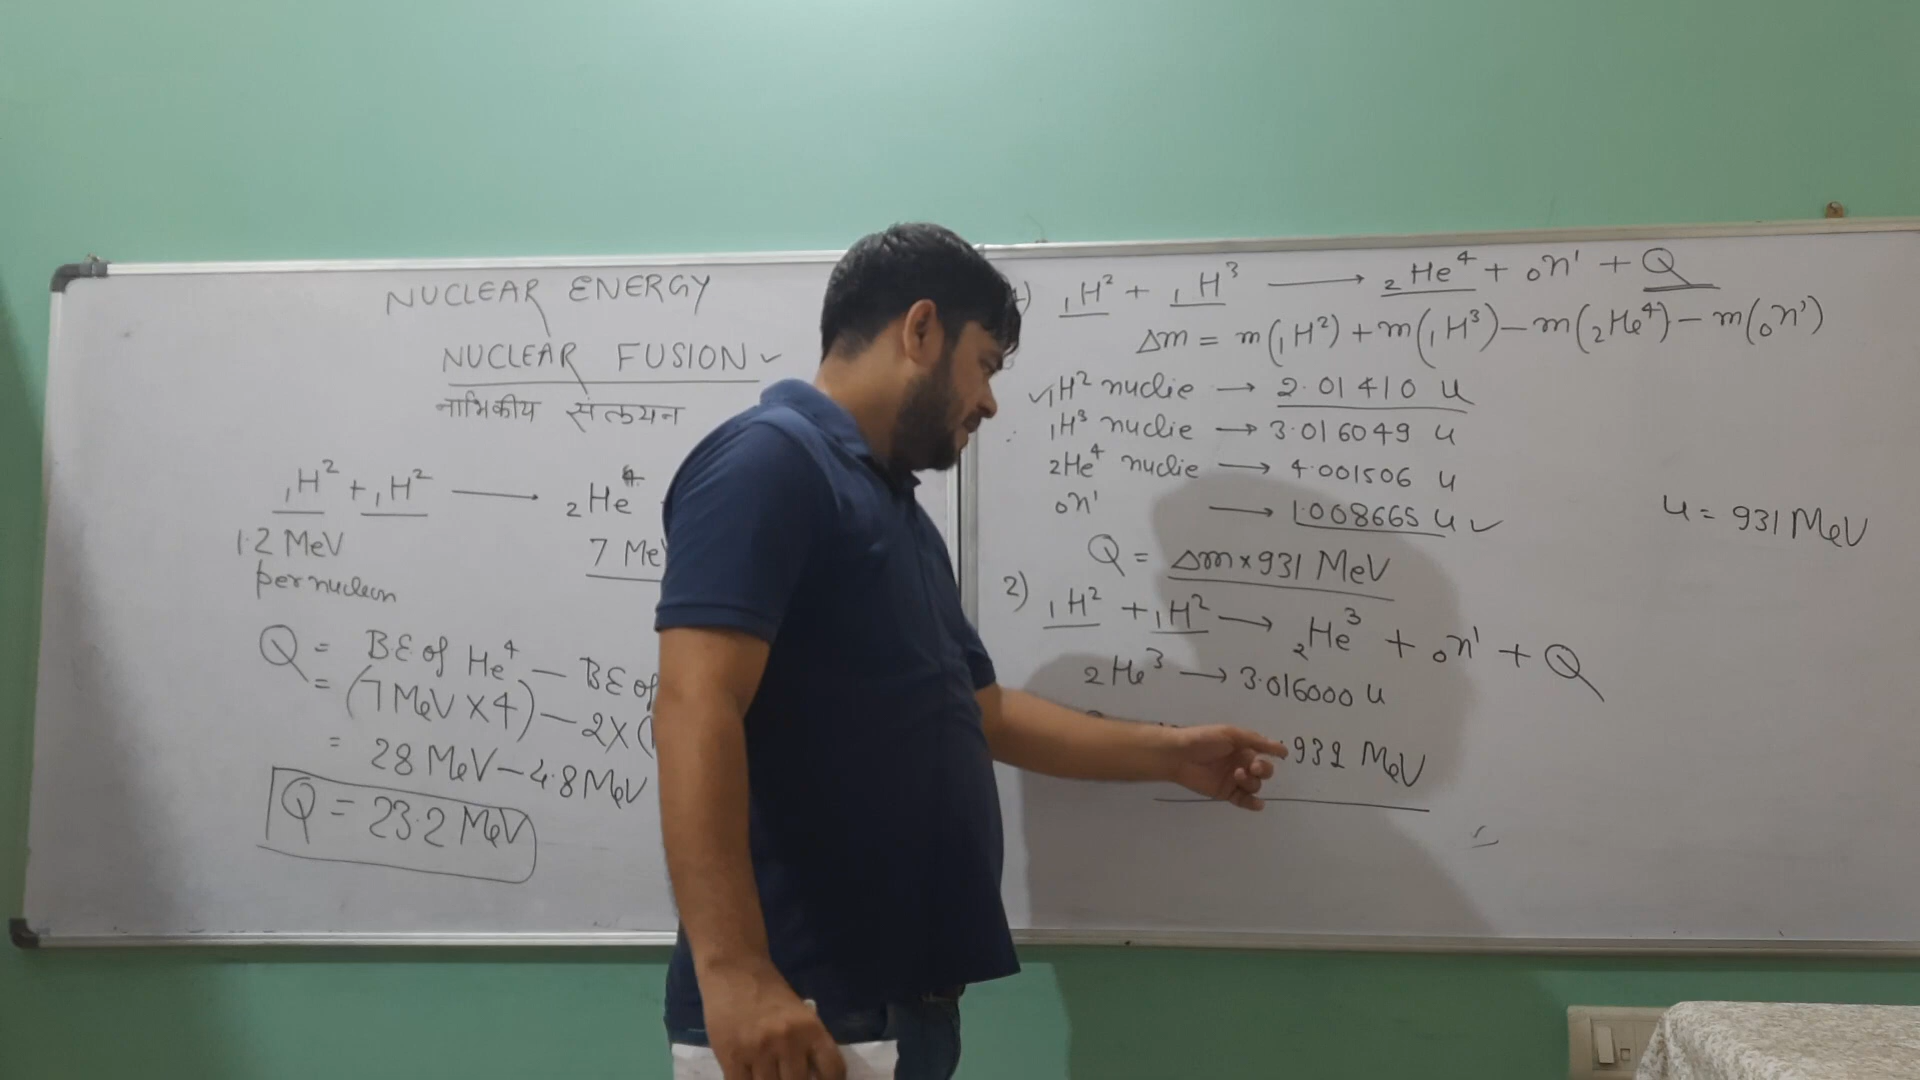 NUCLEAR ENERGY
NUCLEAR FUSION ✓
नाभिकीय संलयन
₁H² + ₁H² ⟶ ₂He⁴
1.2 MeV
per nucleon
7 Me
Q = BE of He⁴ – BE of
= (7 MeV × 4) – 2 × (
= 28 MeV – 4.8 MeV
Q = 23.2 MeV
) ₁H² + ₁H³ ⟶ ₂He⁴ + ₀n¹ + Q
Δm = m(₁H²) + m(₁H³) – m(₂He⁴) – m(₀n¹)
✓₁H² nuclie → 2.01410 u
₁H³ nuclie → 3.016049 u
₂He⁴ nuclie → 4.001506 u
₀n¹ → 1.008665 u ✓
u = 931 MeV
Q = Δm × 931 MeV
2) ₁H² + ₁H² → ₂He³ + ₀n¹ + Q
₂He³ → 3.016000 u
931 MeV